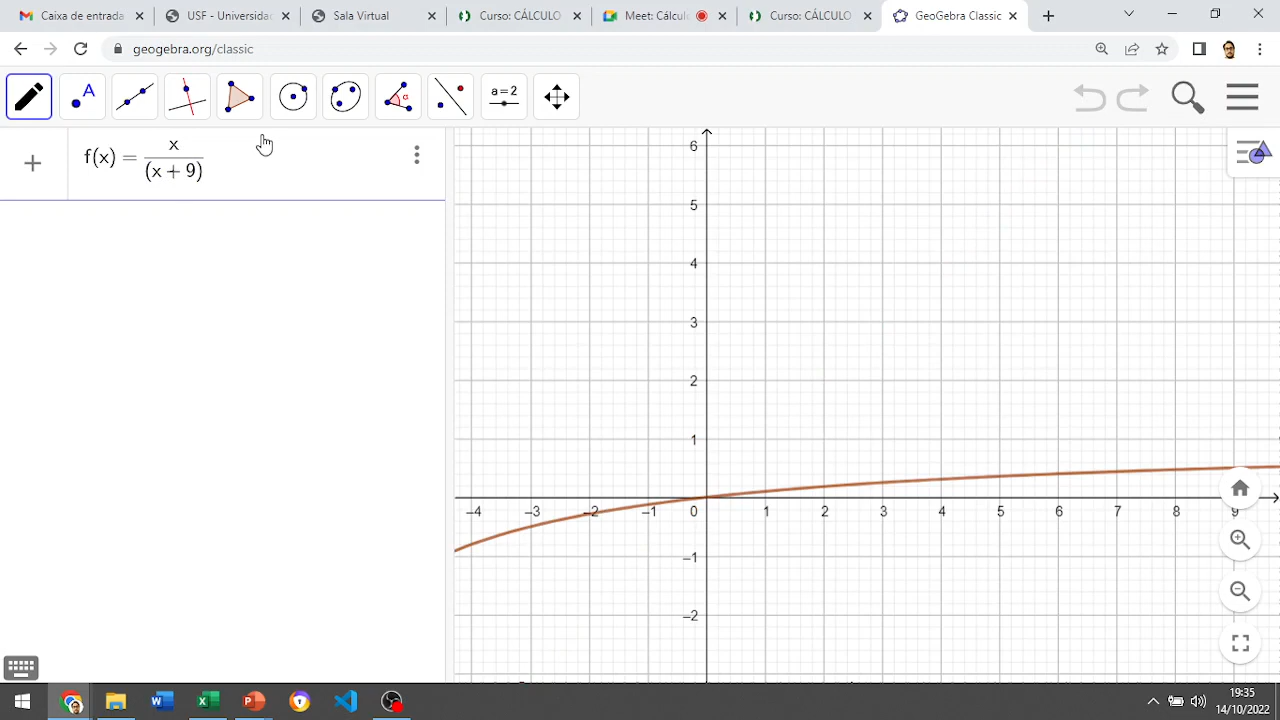 Caixa de entrada
USF - Universidad
Sala Virtual
Curso: CÁLCULO
Meet: Cálculo
Curso: CÁLCULO
GeoGebra Classic
geogebra.org/classic
A
α
a=2
f(x) = x
(x + 9)
6
5
4
3
2
1
–4 –3 –2 –1 0 1 2 3 4 5 6 7 8 9
–1
–2
19:35
14/10/2022